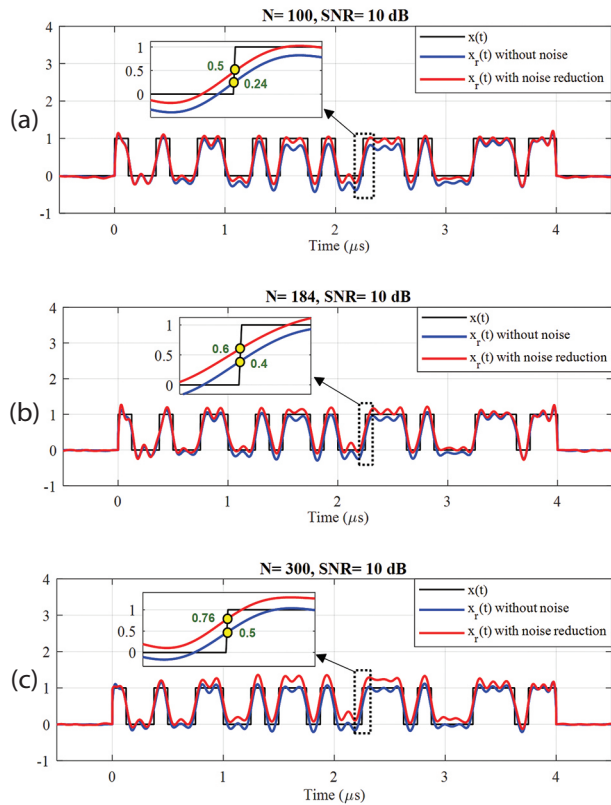 N= 100, SNR= 10 dB
4
3
2
1
0
-1
x(t)
x_r(t) without noise
x_r(t) with noise reduction
1
0.5
0
0.5
0.24
(a)
0 1 2 3 4
Time (μs)
N= 184, SNR= 10 dB
4
3
2
1
0
-1
x(t)
x_r(t) without noise
x_r(t) with noise reduction
1
0.5
0
0.6
0.4
(b)
0 1 2 3 4
Time (μs)
N= 300, SNR= 10 dB
4
3
2
1
0
-1
x(t)
x_r(t) without noise
x_r(t) with noise reduction
1
0.5
0
0.76
0.5
(c)
0 1 2 3 4
Time (μs)